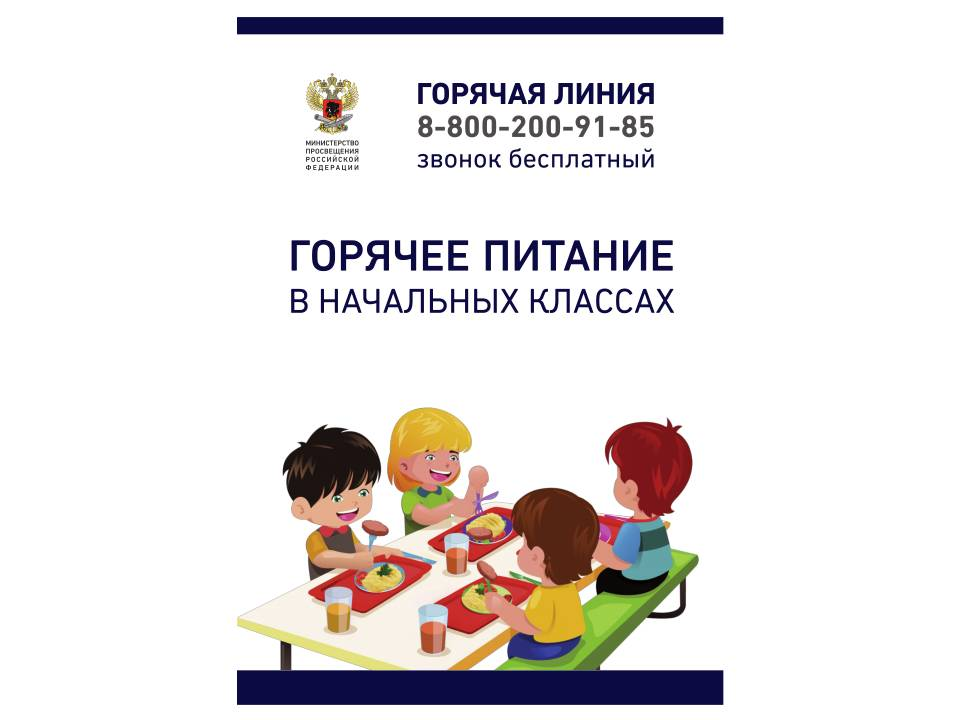 МИНИСТЕРСТВО
ПРОСВЕЩЕНИЯ
РОССИЙСКОЙ
ФЕДЕРАЦИИ
ГОРЯЧАЯ ЛИНИЯ
8-800-200-91-85
звонок бесплатный
ГОРЯЧЕЕ ПИТАНИЕ
В НАЧАЛЬНЫХ КЛАССАХ